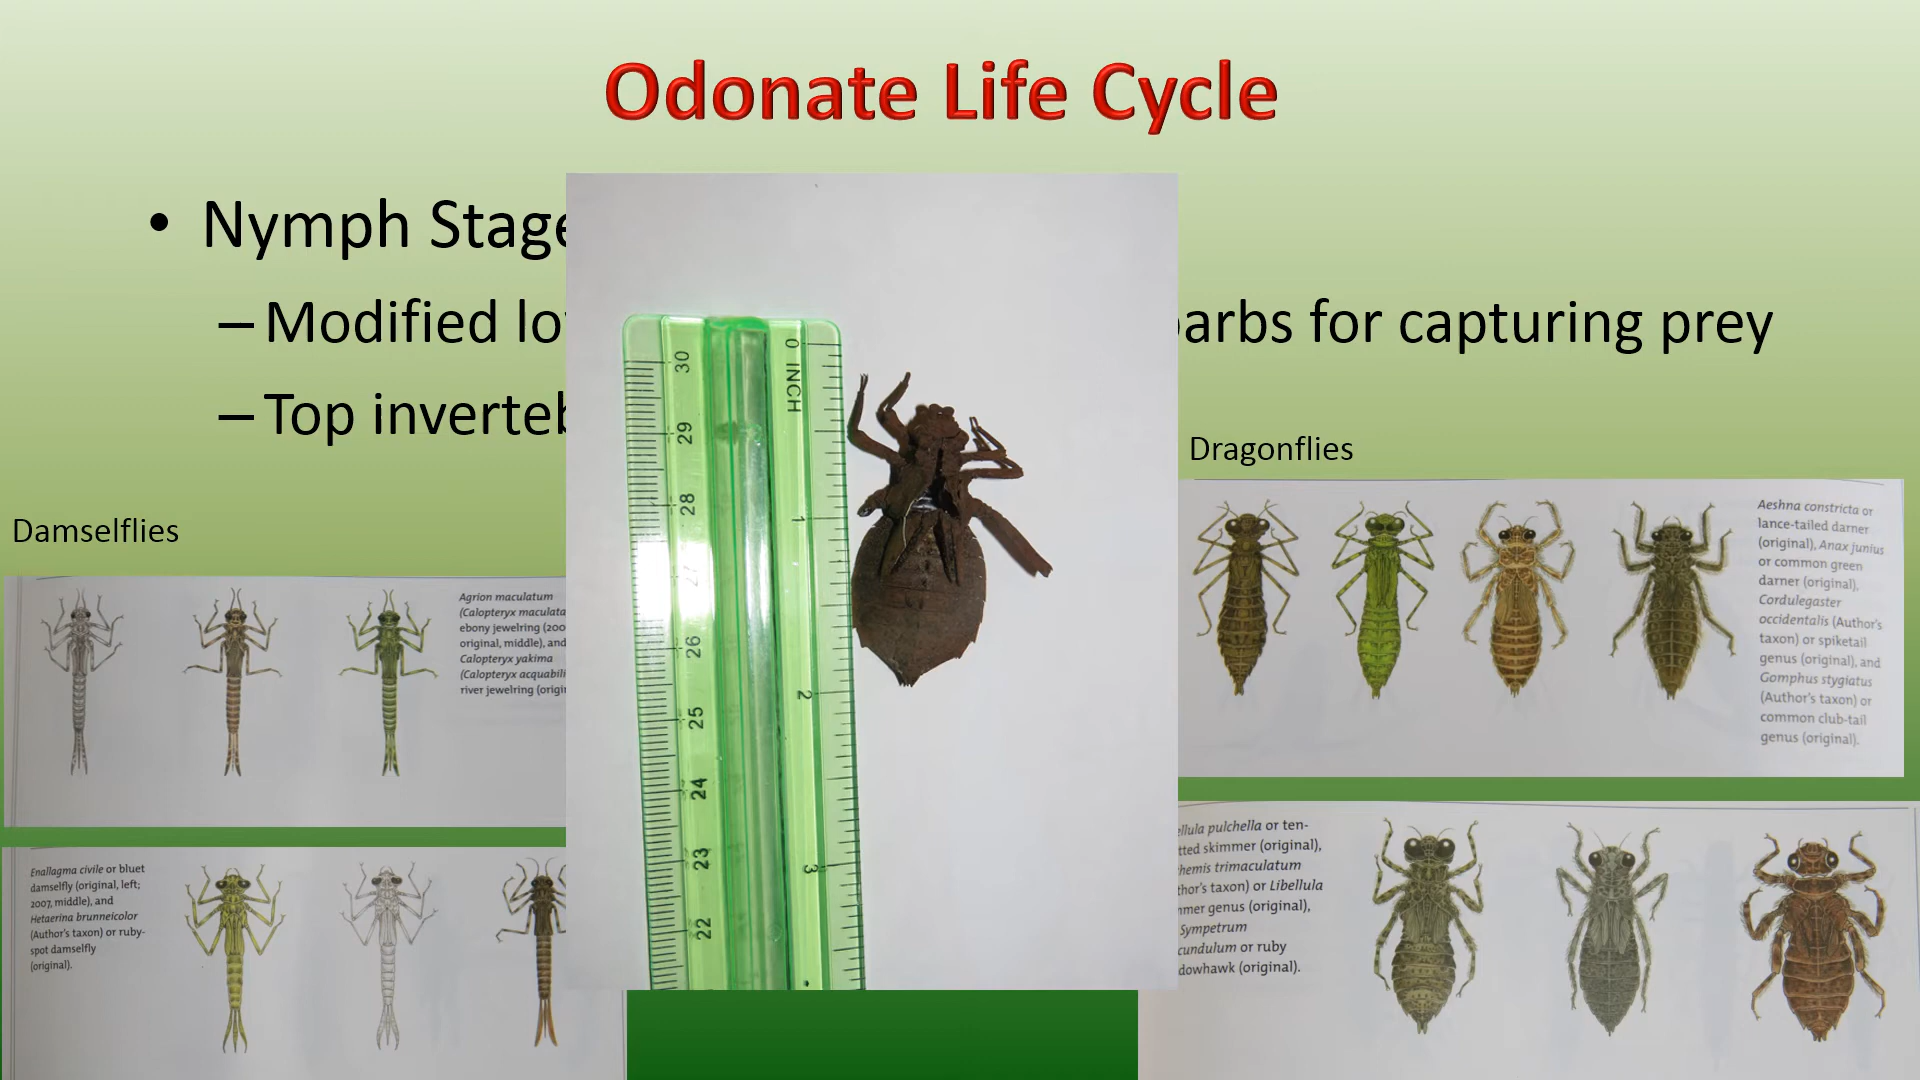 Odonate Life Cycle
• Nymph Stage
– Modified lo
barbs for capturing prey
– Top inverteb
Damselflies
Agrion maculatum
(Calopteryx maculata
ebony jewelring (200
original, middle), and
Calopteryx yakima
(Calopteryx acquabili
river jewelring (origi
Enallagma civile or bluet
damselfly (original, left;
2007, middle), and
Hetaerina brunneicolor
(Author's taxon) or ruby-
spot damselfly
(original).
0 INCH
1
2
3
30
29
28
27
26
25
24
23
22
Dragonflies
Aeshna constricta or
lance-tailed darner
(original), Anax junius
or common green
darner (original),
Cordulegaster
occidentalis (Author's
taxon) or spiketail
genus (original), and
Gomphus stygiatus
(Author's taxon) or
common club-tail
genus (original).
ellula pulchella or ten-
tted skimmer (original),
hemis trimaculatum
thor's taxon) or Libellula
mmer genus (original),
Sympetrum
cundulum or ruby
dowhawk (original).